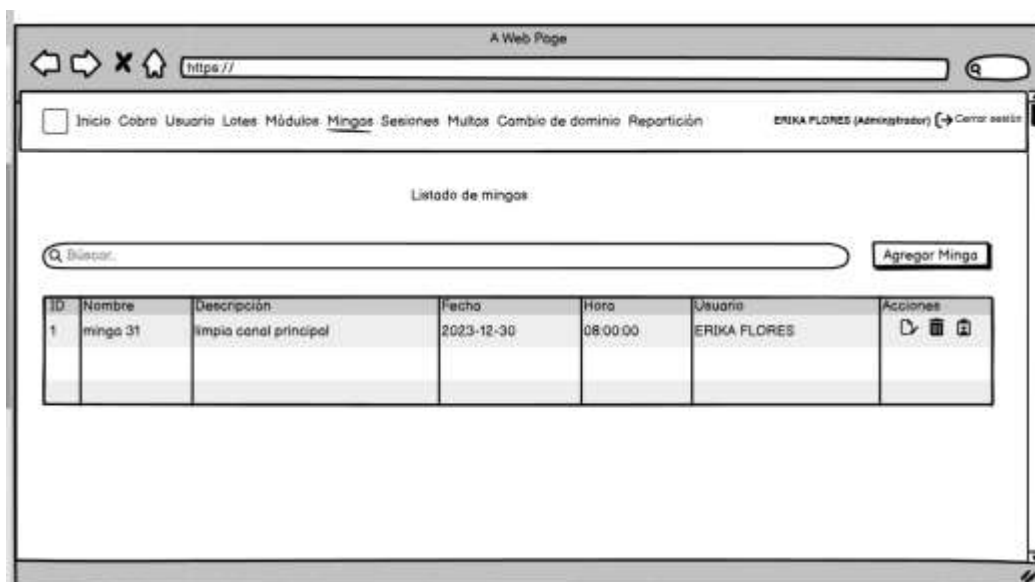 A Web Page
https://
Inicio Cobro Usuario Lotes Módulos Mingas Sesiones Multas Cambio de dominio Repartición ERIKA FLORES (Administrador) Cerrar sesión
Listado de mingas
Búscar.. Agregar Minga
ID Nombre Descripción Fecha Hora Usuario Acciones
1 minga 31 limpia canal principal 2023-12-30 08:00:00 ERIKA FLORES